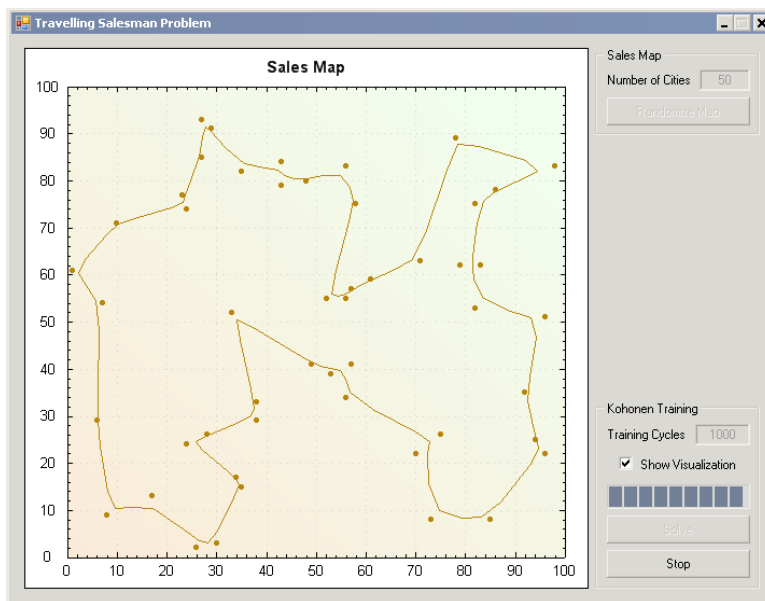 Travelling Salesman Problem
Sales Map
100
90
80
70
60
50
40
30
20
10
0
0 10 20 30 40 50 60 70 80 90 100
Sales Map
Number of Cities 50
Randomize Map
Kohonen Training
Training Cycles 1000
Show Visualization
Solve
Stop